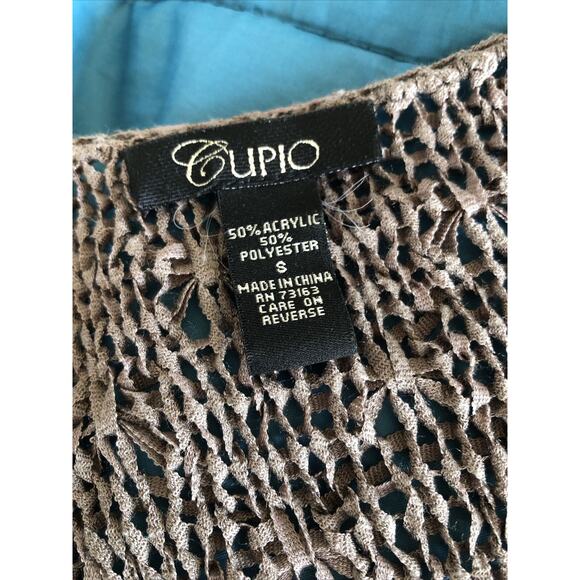 CUPIO
50% ACRYLIC
50%
POLYESTER
S
MADE IN CHINA
RN 73163
CARE ON
REVERSE